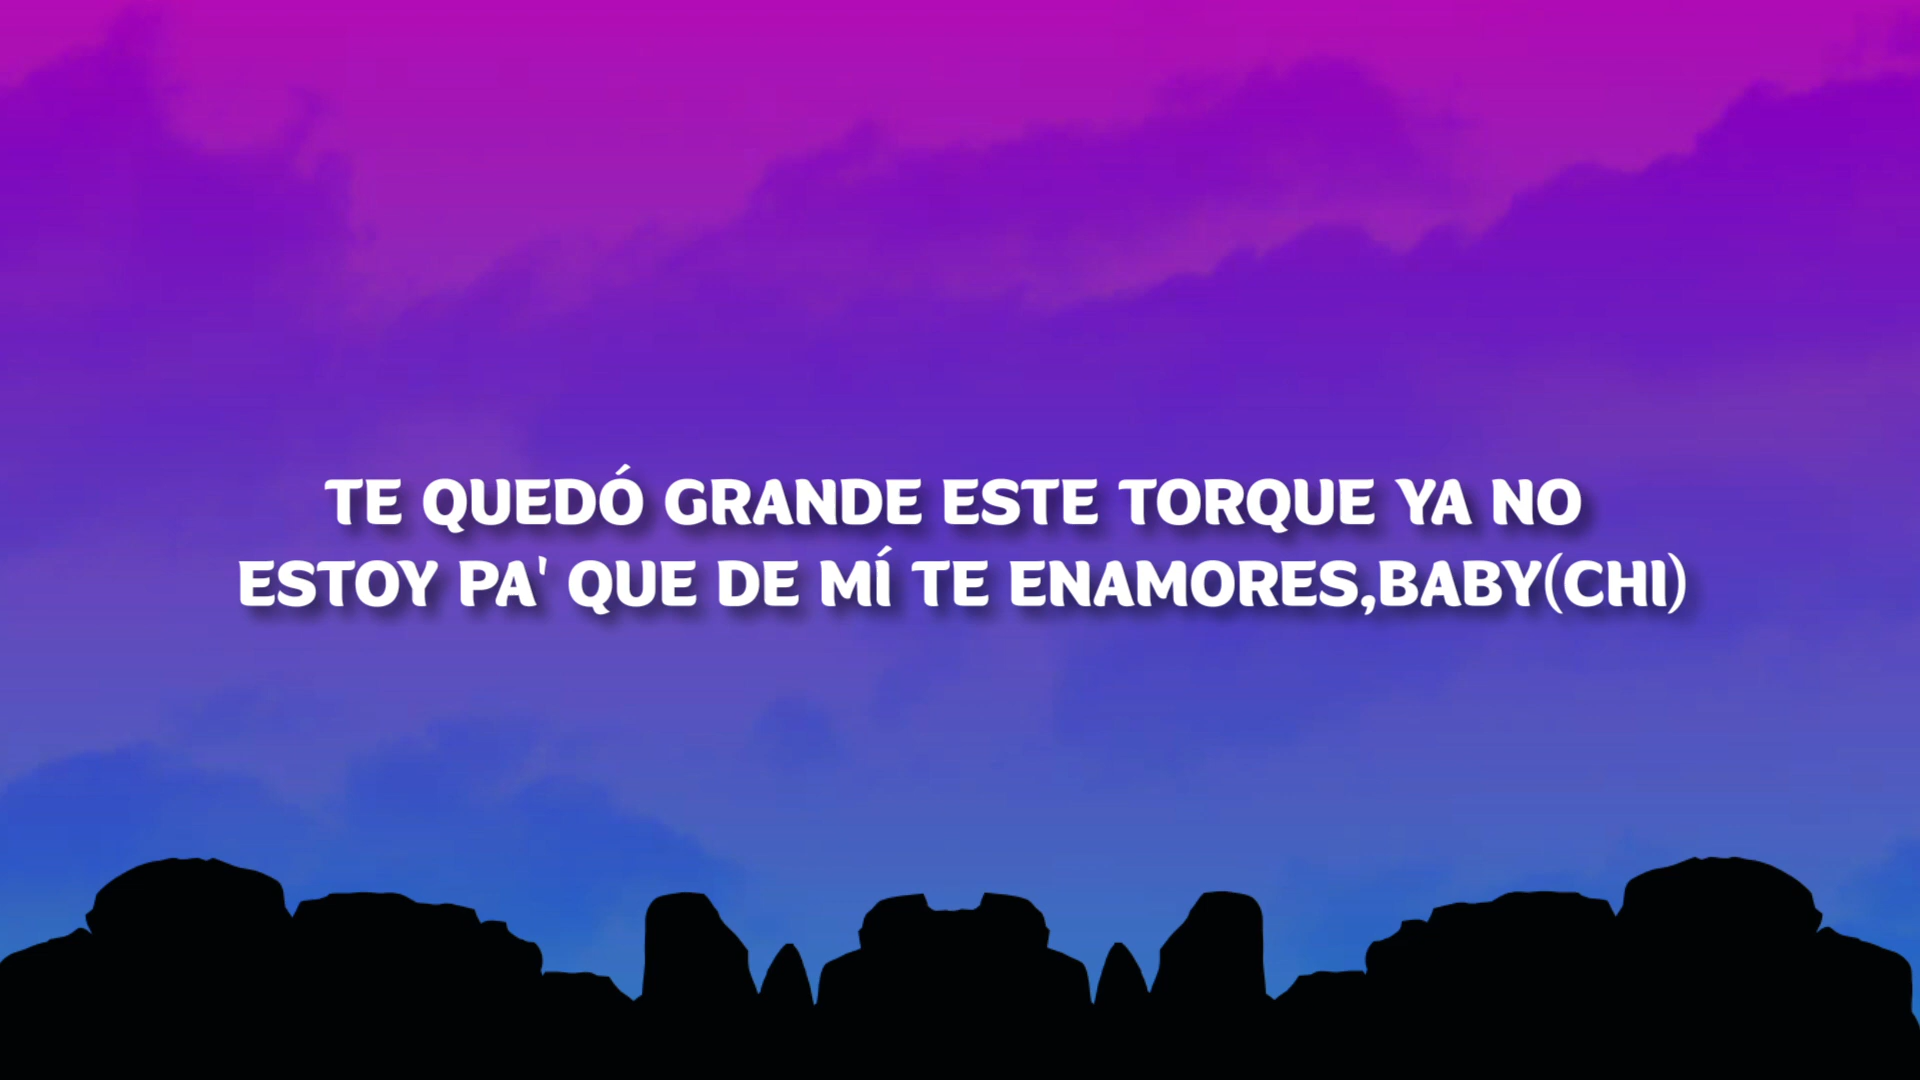 TE QUEDÓ GRANDE ESTE TORQUE YA NO
ESTOY PA' QUE DE MÍ TE ENAMORES,BABY(CHI)